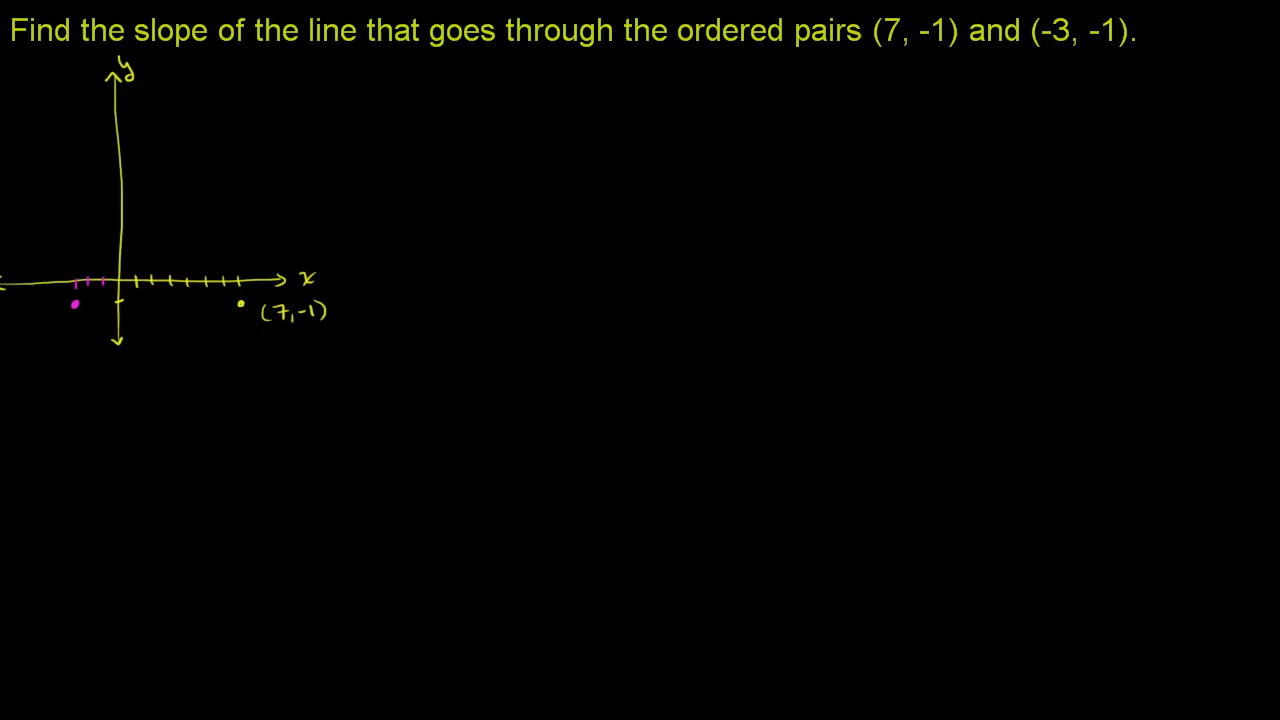 Find the slope of the line that goes through the ordered pairs (7, -1) and (-3, -1).
y
x
(7,-1)